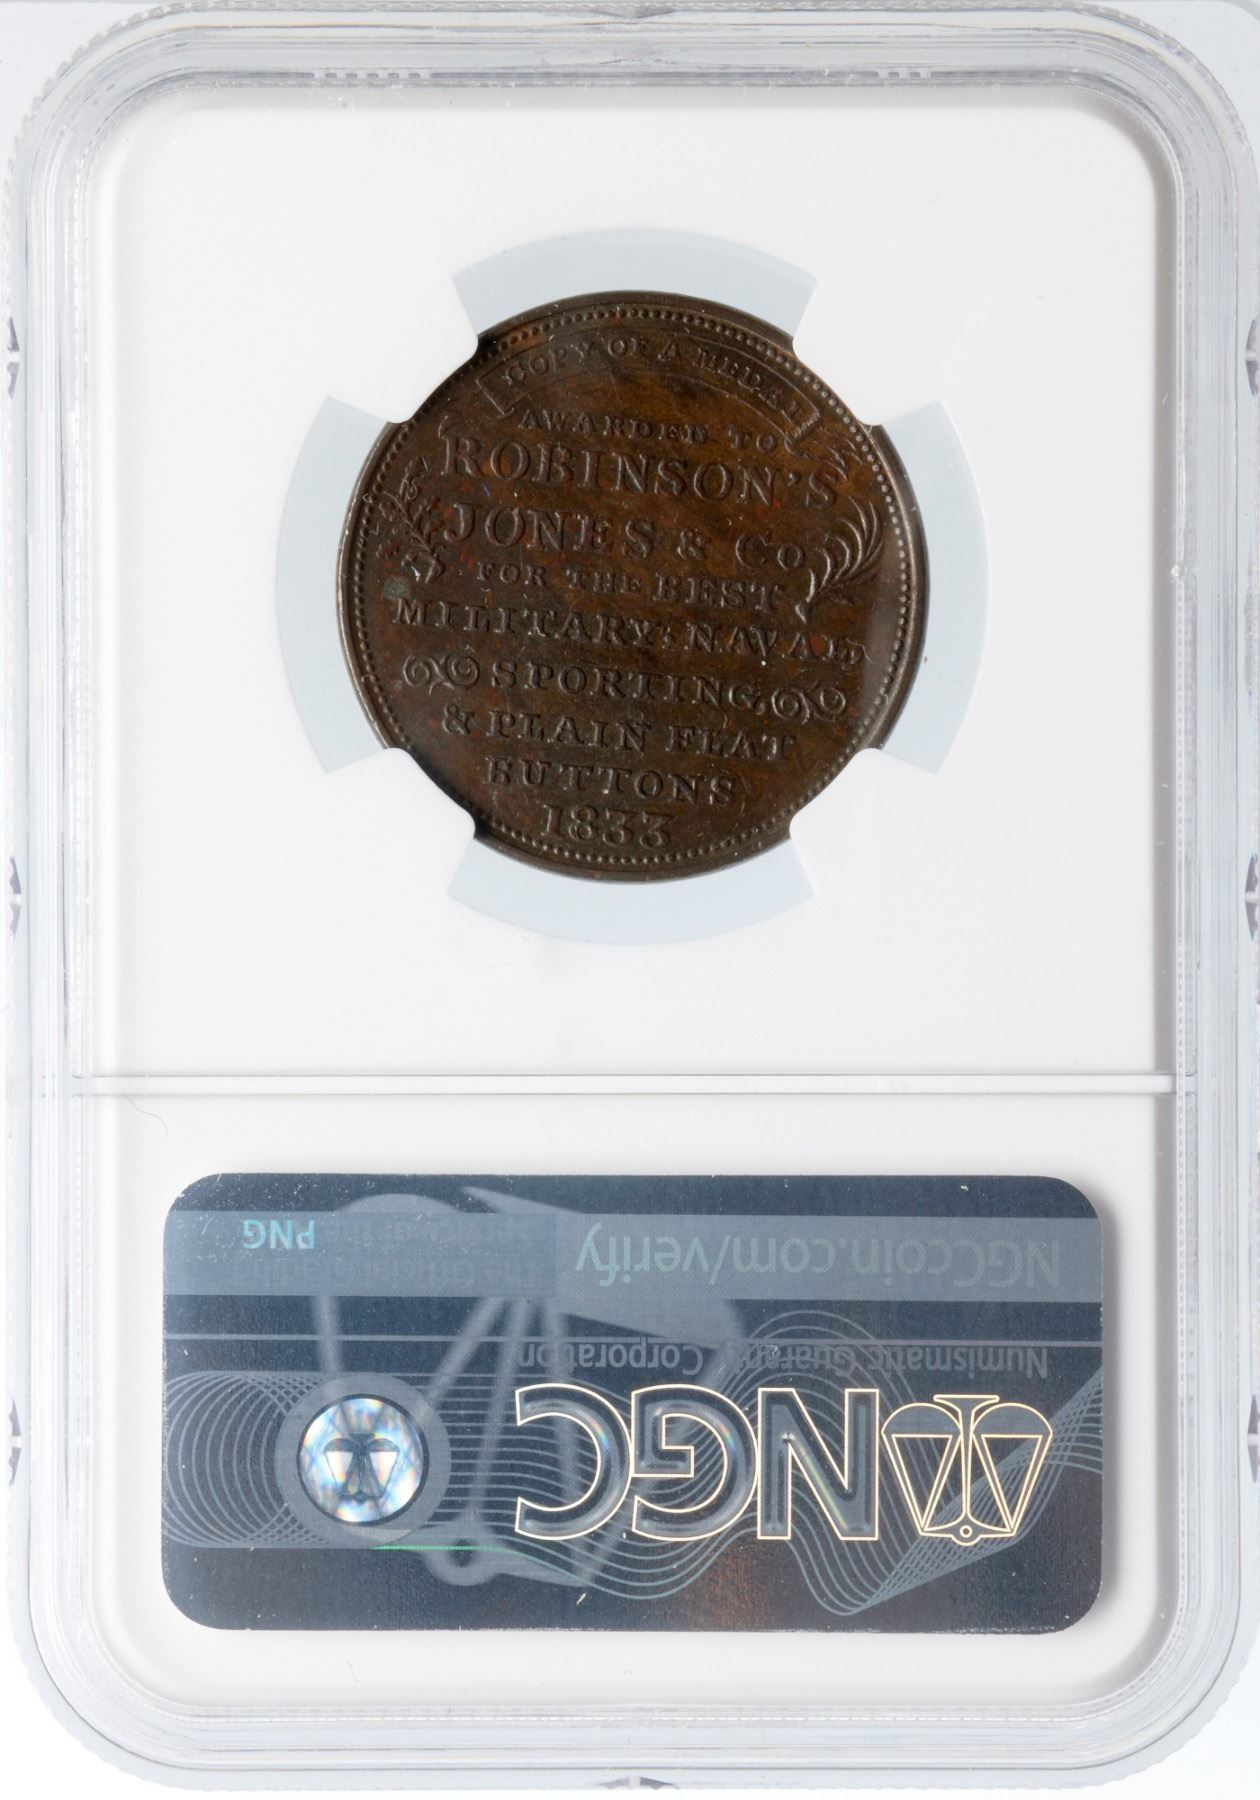 COPY OF A MEDAL
AWARDED TO
ROBINSON'S
JONES & CO
FOR THE BEST
MILITARY, NAVAL,
SPORTING
& PLAIN FLAT
BUTTONS
1833
NGC
Numismatic Guaranty Corporation
NGCcoin.com/verify
PNG